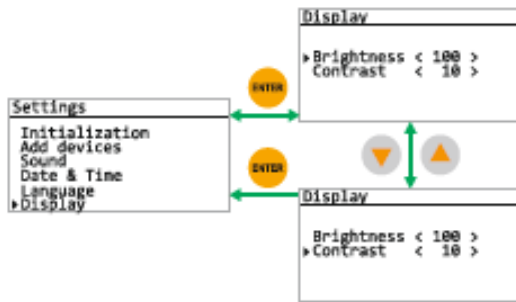 Display
▸Brightness < 100 >
Contrast < 10 >
ENTER
Settings
Initialization
Add devices
Sound
Date & Time
Language
▸Display
ENTER
Display
Brightness < 100 >
▸Contrast < 10 >